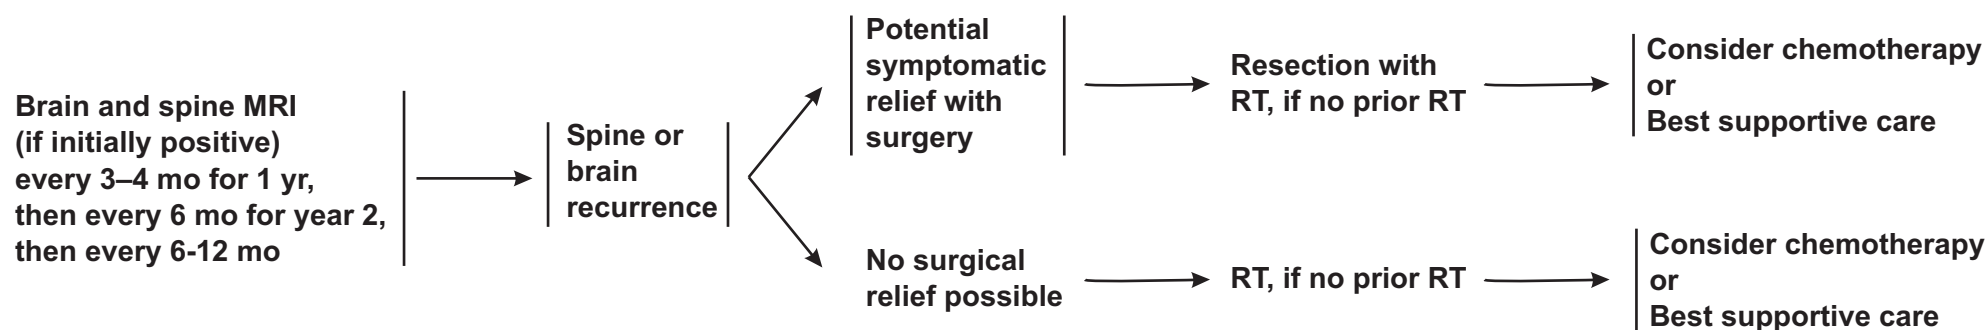 Brain and spine MRI
(if initially positive)
every 3–4 mo for 1 yr,
then every 6 mo for year 2,
then every 6-12 mo
Spine or
brain
recurrence
Potential
symptomatic
relief with
surgery
Resection with
RT, if no prior RT
Consider chemotherapy
or
Best supportive care
No surgical
relief possible
RT, if no prior RT
Consider chemotherapy
or
Best supportive care